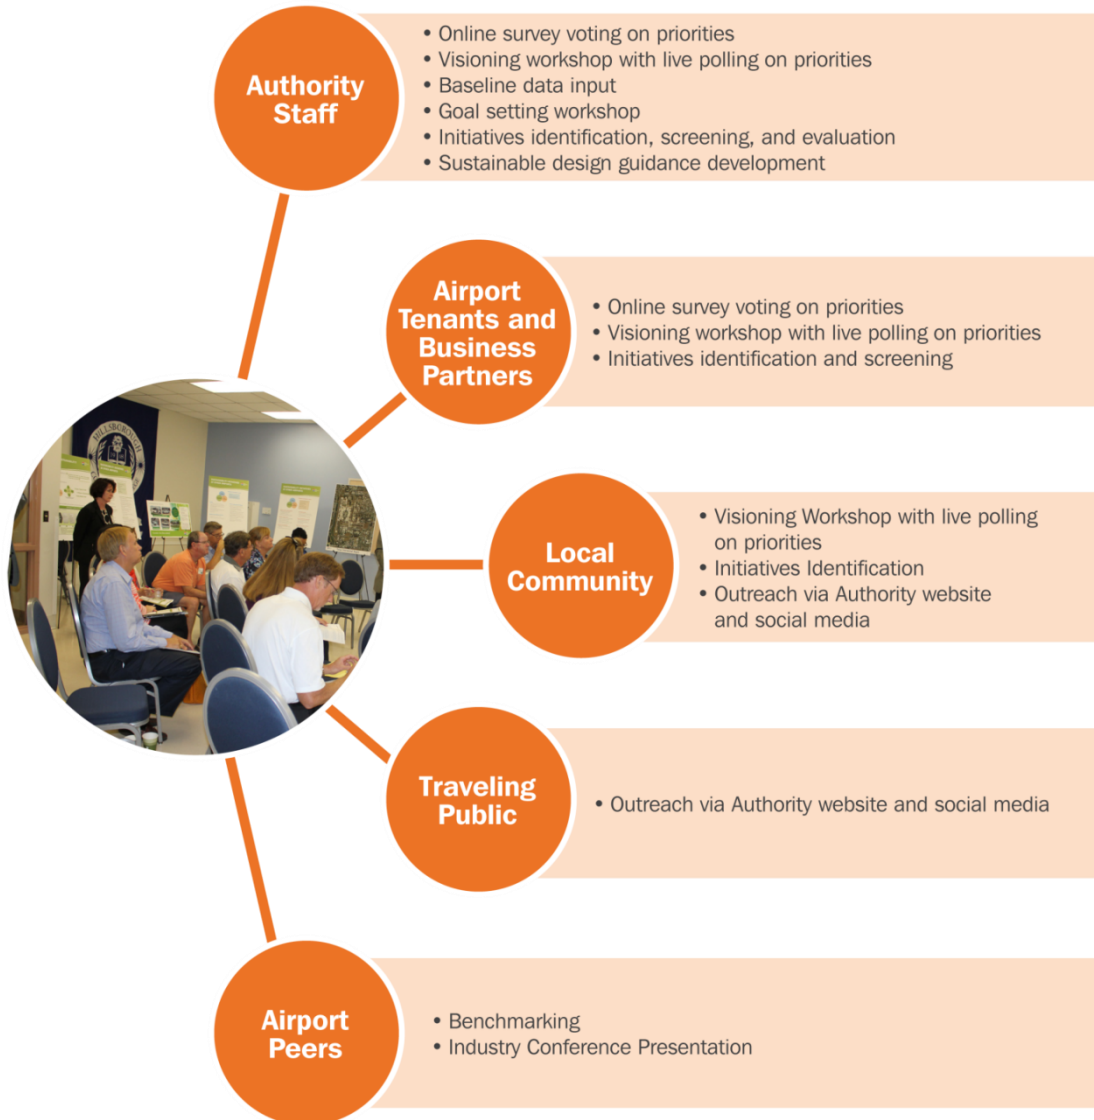 Authority
Staff
• Online survey voting on priorities
• Visioning workshop with live polling on priorities
• Baseline data input
• Goal setting workshop
• Initiatives identification, screening, and evaluation
• Sustainable design guidance development
Airport
Tenants and
Business
Partners
• Online survey voting on priorities
• Visioning workshop with live polling on priorities
• Initiatives identification and screening
HILLSBOROUGH
Local
Community
• Visioning Workshop with live polling
on priorities
• Initiatives Identification
• Outreach via Authority website
and social media
Traveling
Public
• Outreach via Authority website and social media
Airport
Peers
• Benchmarking
• Industry Conference Presentation